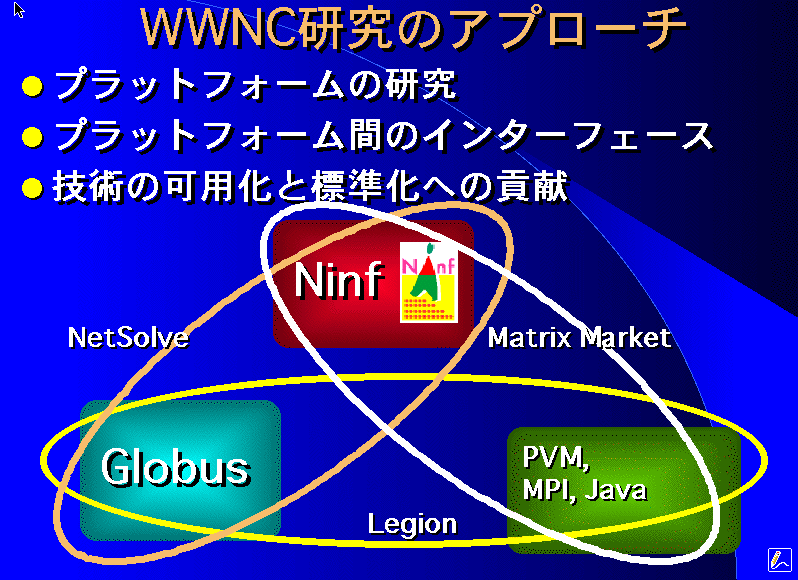 WWNC研究のアプローチ
プラットフォームの研究
プラットフォーム間のインターフェース
技術の可用化と標準化への貢献
Ninf
Ninf
NetSolve
Matrix Market
Globus
PVM,
MPI, Java
Legion